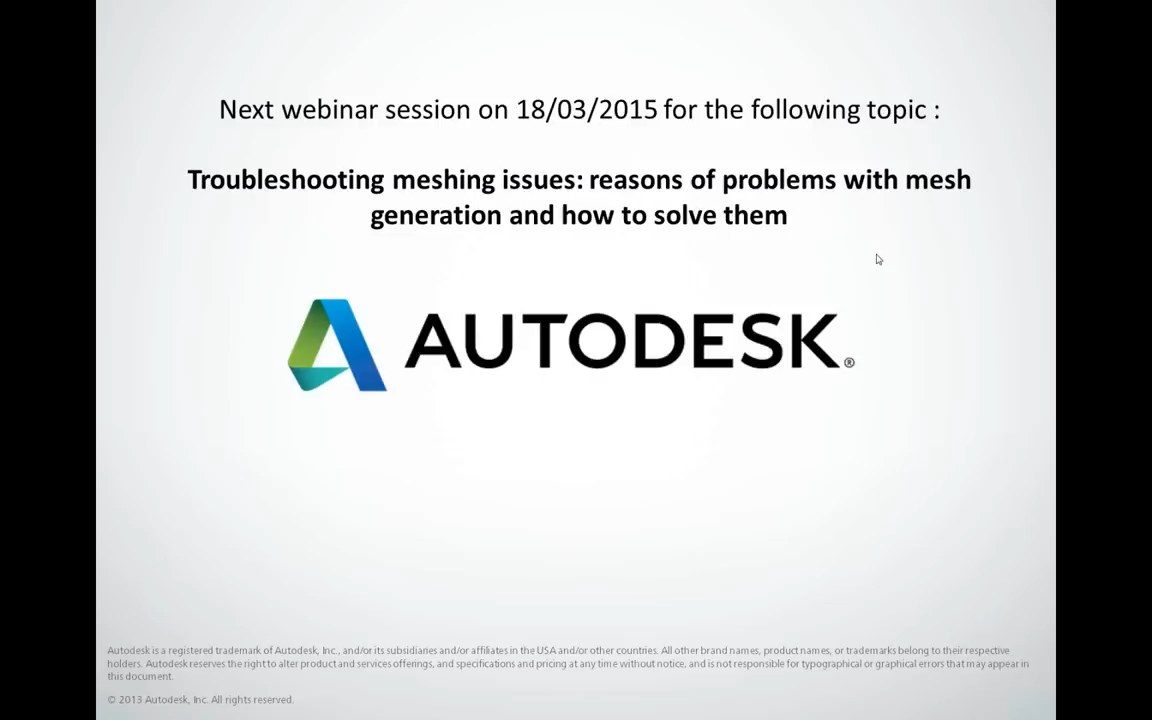 Next webinar session on 18/03/2015 for the following topic :
Troubleshooting meshing issues: reasons of problems with mesh
generation and how to solve them
AUTODESK®
Autodesk is a registered trademark of Autodesk, Inc., and/or its subsidiaries and/or affiliates in the USA and/or other countries. All other brand names, product names, or trademarks belong to their respective
holders. Autodesk reserves the right to alter product and services offerings, and specifications and pricing at any time without notice, and is not responsible for typographical or graphical errors that may appear in
this document.
© 2013 Autodesk, Inc. All rights reserved.